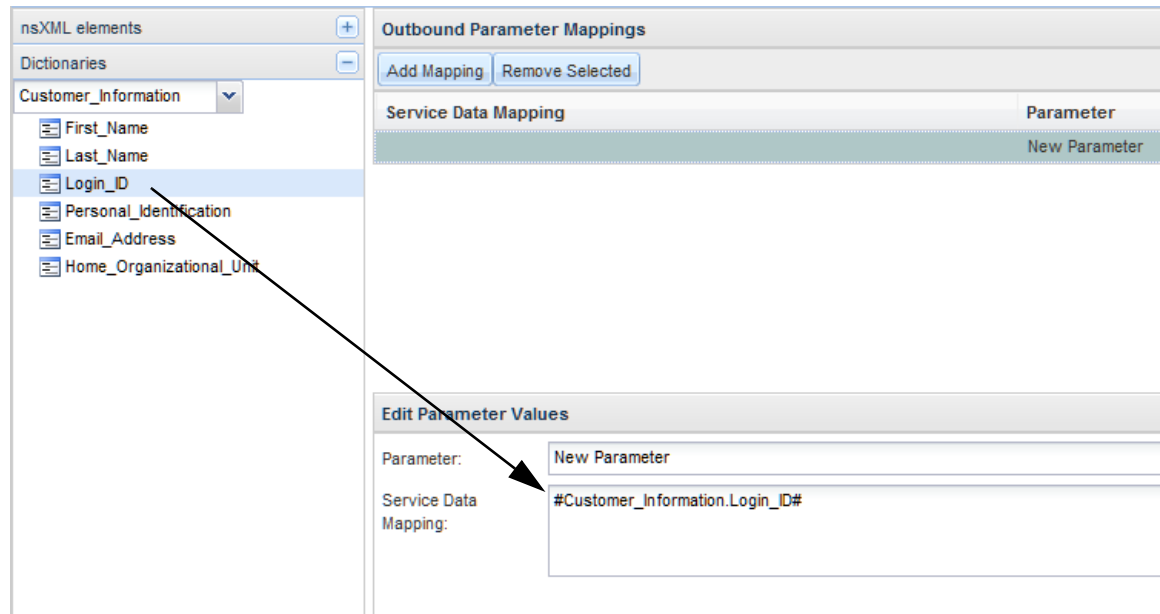 nsXML elements
Dictionaries
Customer_Information
First_Name
Last_Name
Login_ID
Personal_Identification
Email_Address
Home_Organizational_Unit
Outbound Parameter Mappings
Add Mapping Remove Selected
Service Data Mapping Parameter
New Parameter
Edit Parameter Values
Parameter: New Parameter
Service Data #Customer_Information.Login_ID#
Mapping: